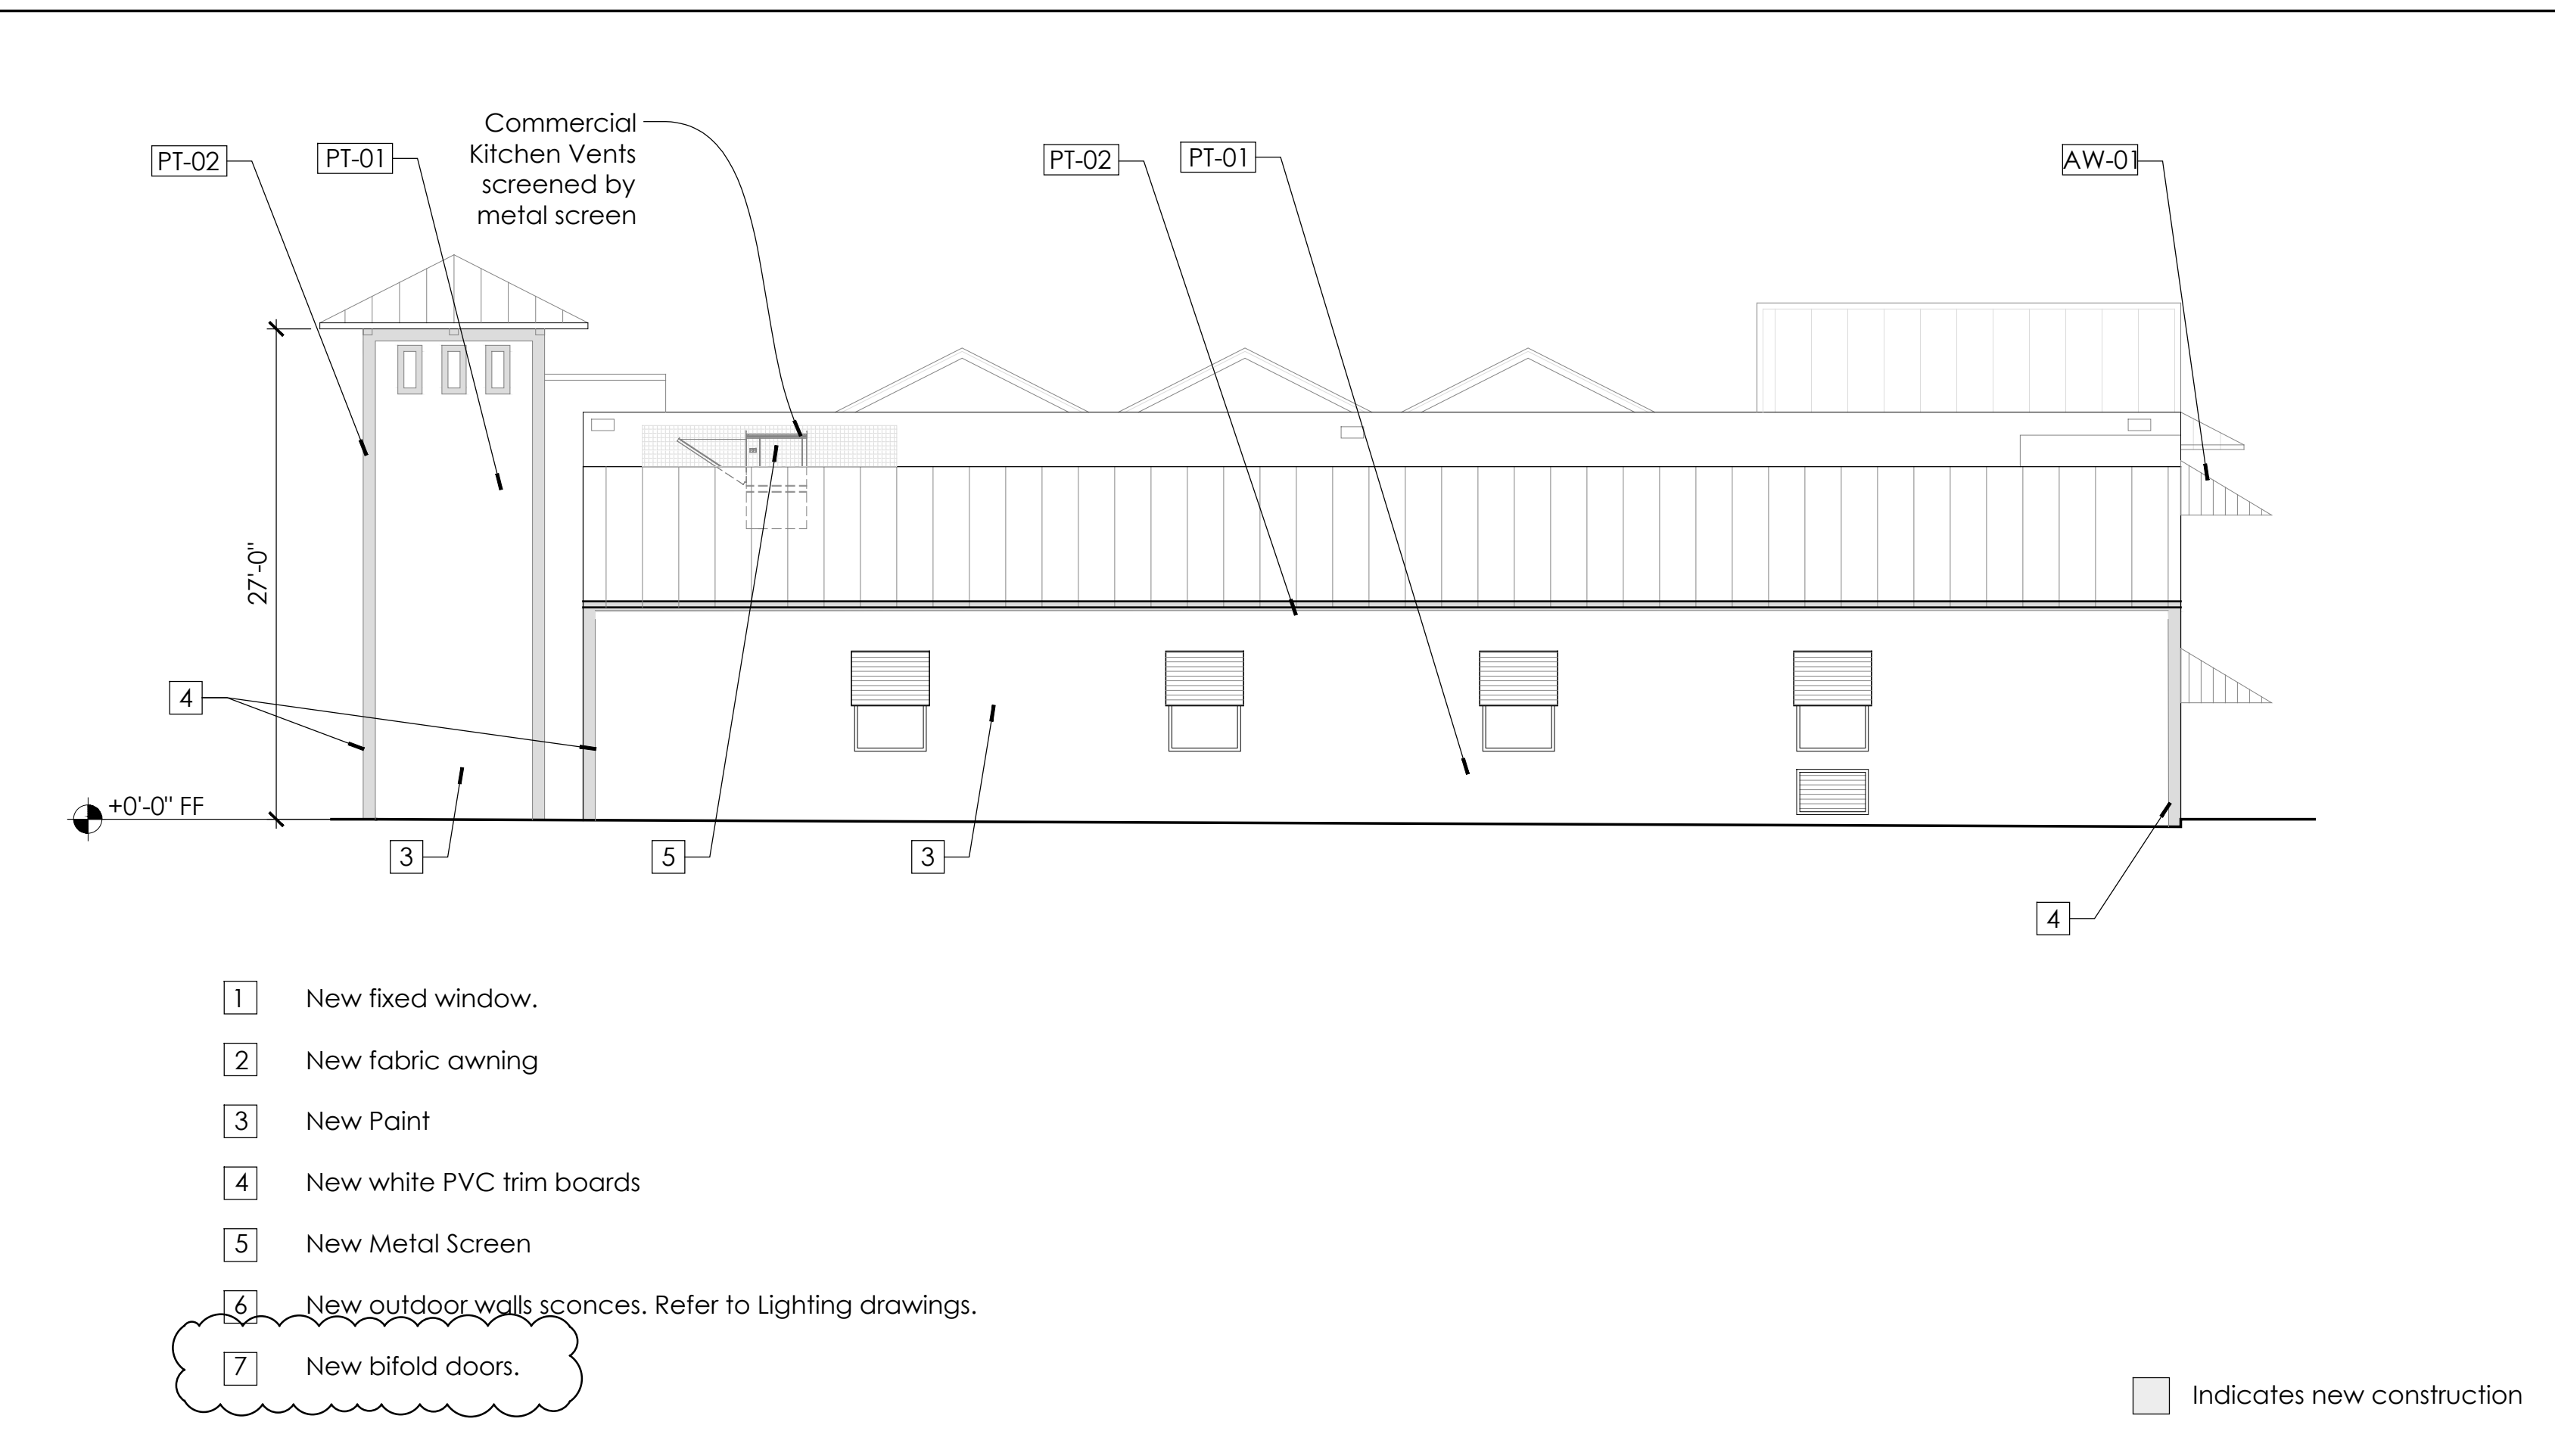 Commercial
Kitchen Vents
screened by
metal screen
PT-02
PT-01
PT-02
PT-01
AW-01
27'-0"
4
+0'-0" FF
3
5
3
4
1 New fixed window.
2 New fabric awning
3 New Paint
4 New white PVC trim boards
5 New Metal Screen
6 New outdoor walls sconces. Refer to Lighting drawings.
7 New bifold doors.
Indicates new construction